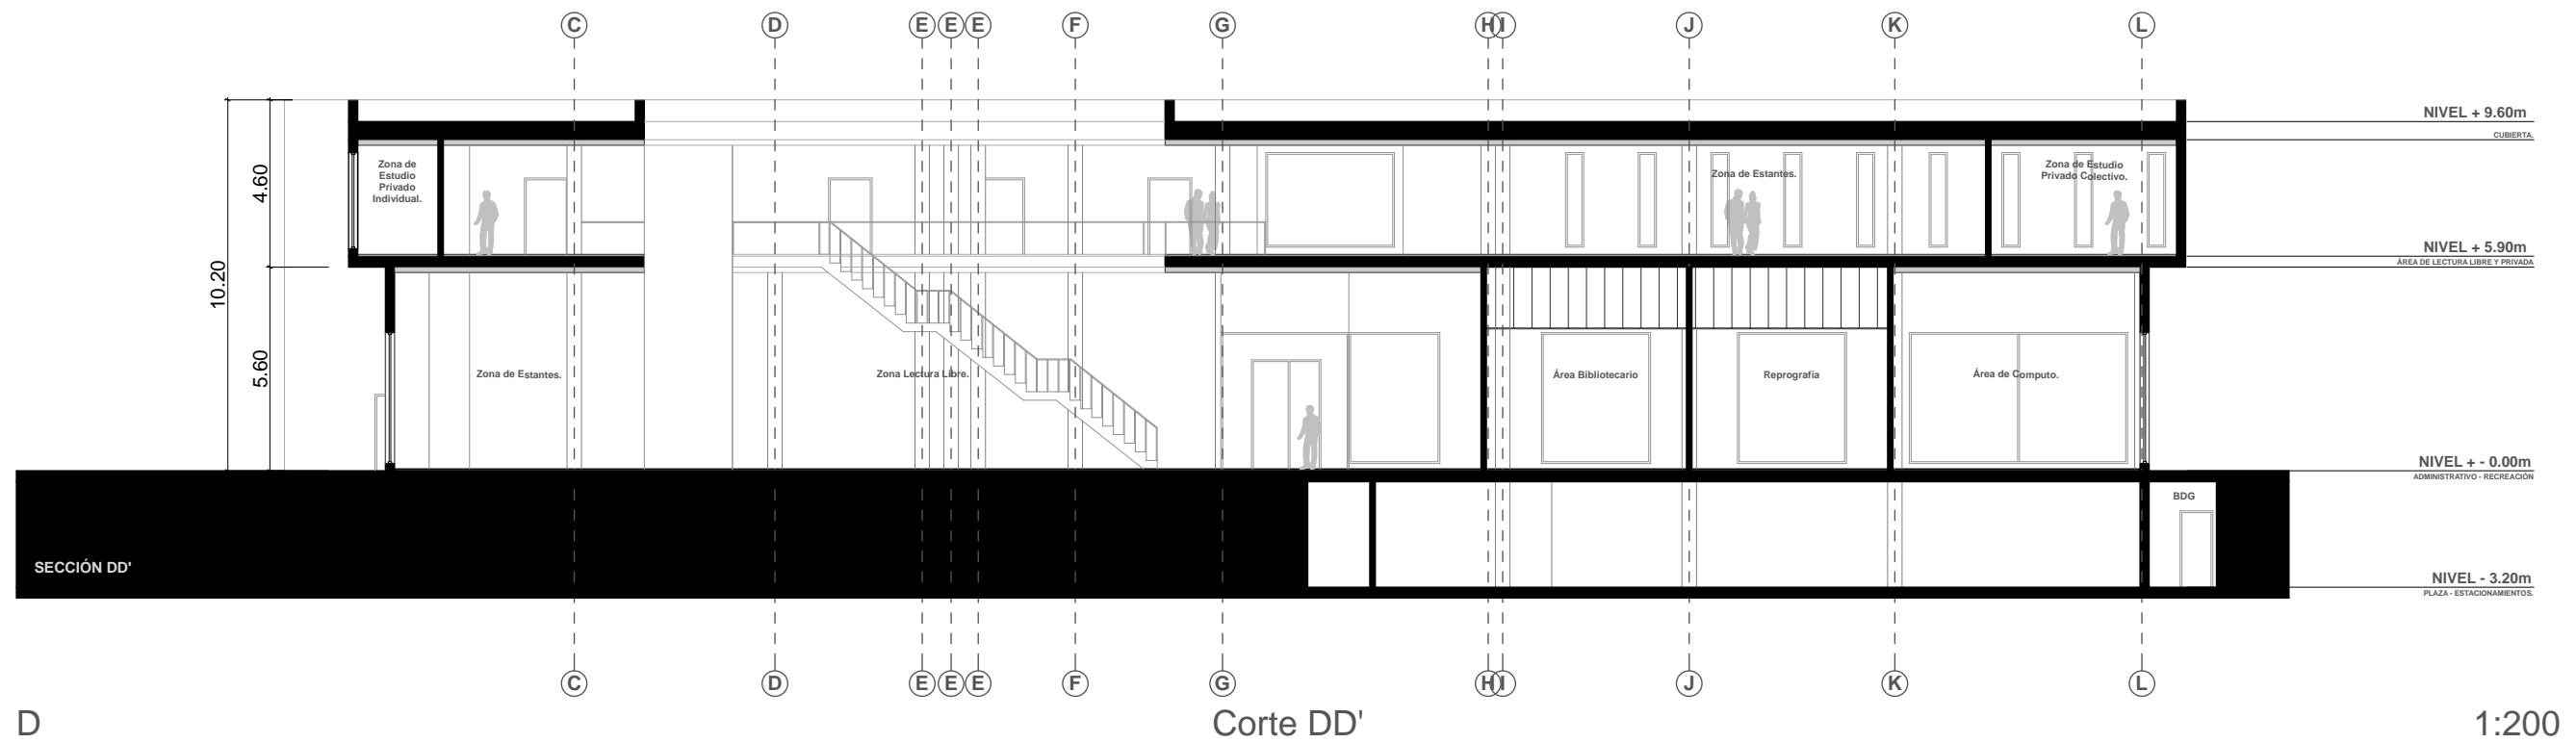 C D E E E F G H I J K L
NIVEL + 9.60m
CUBIERTA.
4.60
10.20
5.60
Zona de
Estudio
Privado
Individual.
Zona de Estantes.
Zona de Estudio
Privado Colectivo.
NIVEL + 5.90m
ÁREA DE LECTURA LIBRE Y PRIVADA
Zona de Estantes.
Zona Lectura Libre.
Área Bibliotecario
Reprografía
Área de Computo.
NIVEL + - 0.00m
ADMINISTRATIVO - RECREACIÓN
BDG
SECCIÓN DD'
NIVEL - 3.20m
PLAZA - ESTACIONAMIENTOS.
C D E E E F G H I J K L
D
Corte DD'
1:200